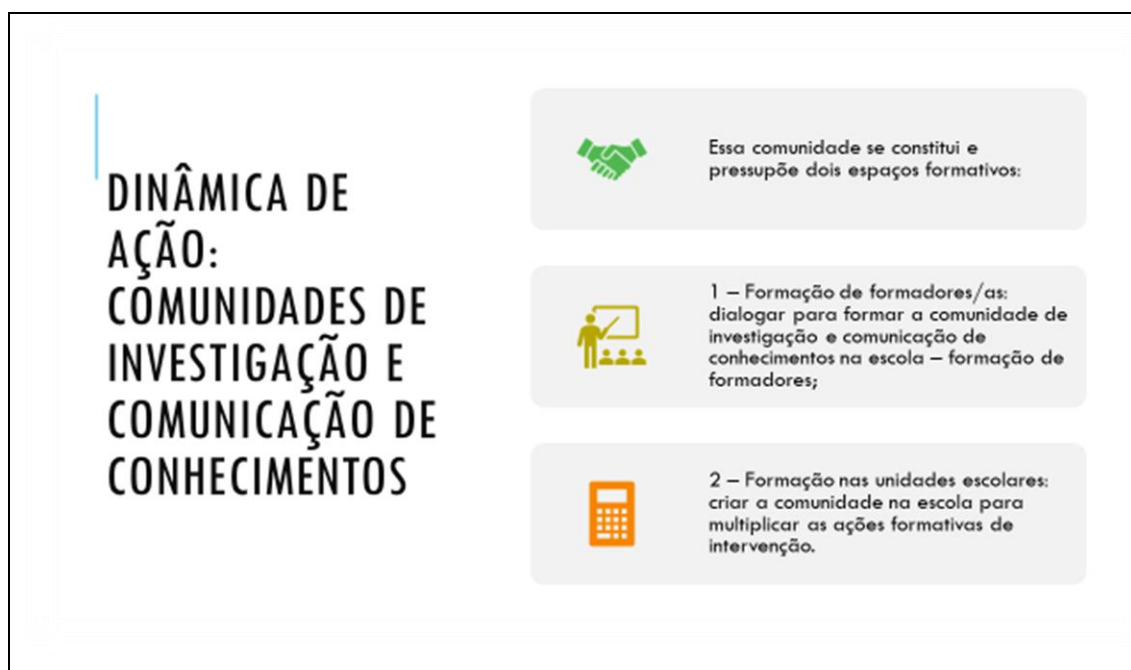 DINÂMICA DE
AÇÃO:
COMUNIDADES DE
INVESTIGAÇÃO E
COMUNICAÇÃO DE
CONHECIMENTOS
Essa comunidade se constitui e
pressupõe dois espaços formativos:
1 – Formação de formadores/as:
dialogar para formar a comunidade de
investigação e comunicação de
conhecimentos na escola – formação de
formadores;
2 – Formação nas unidades escolares:
criar a comunidade na escola para
multiplicar as ações formativas de
intervenção.